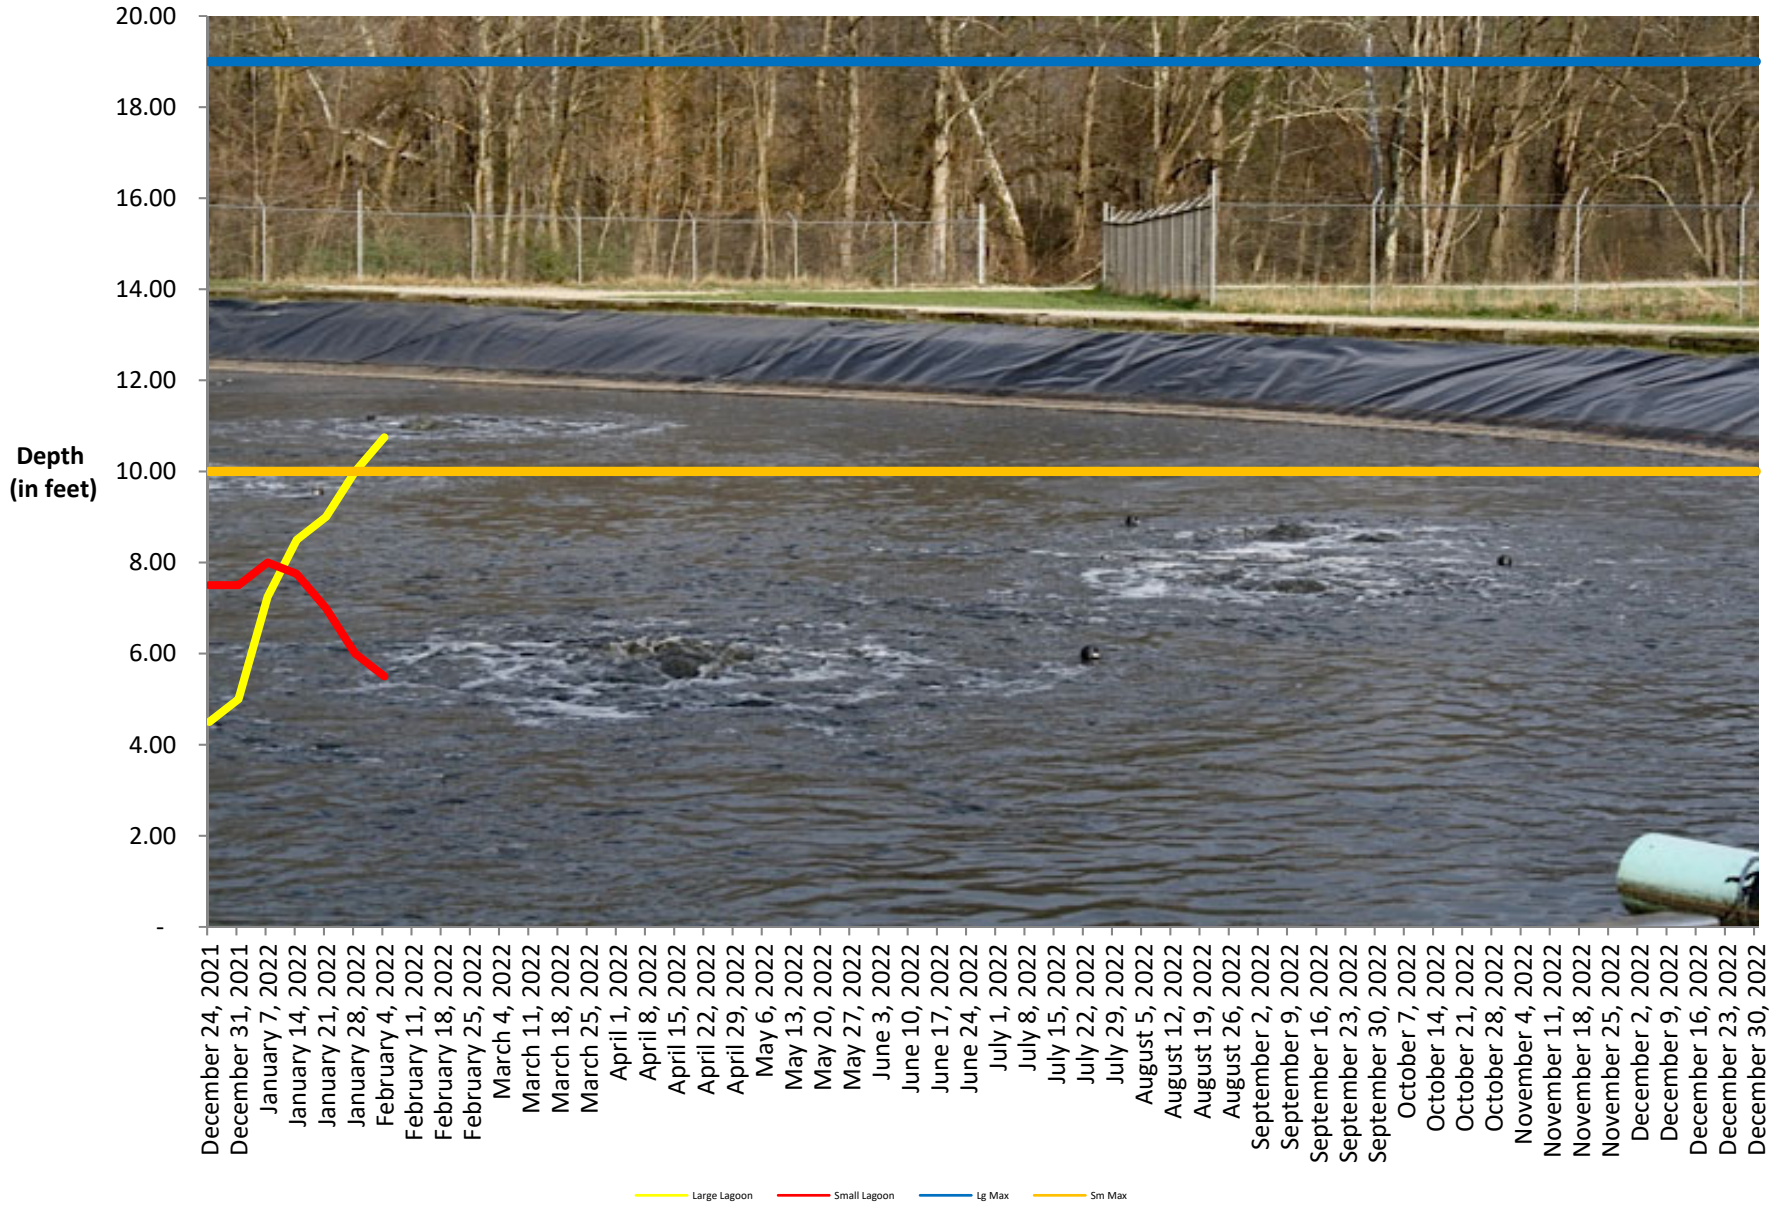 20.00
18.00
16.00
14.00
12.00
10.00
8.00
6.00
4.00
2.00
-
Depth
(in feet)
December 24, 2021
December 31, 2021
January 7, 2022
January 14, 2022
January 21, 2022
January 28, 2022
February 4, 2022
February 11, 2022
February 18, 2022
February 25, 2022
March 4, 2022
March 11, 2022
March 18, 2022
March 25, 2022
April 1, 2022
April 8, 2022
April 15, 2022
April 22, 2022
April 29, 2022
May 6, 2022
May 13, 2022
May 20, 2022
May 27, 2022
June 3, 2022
June 10, 2022
June 17, 2022
June 24, 2022
July 1, 2022
July 8, 2022
July 15, 2022
July 22, 2022
July 29, 2022
August 5, 2022
August 12, 2022
August 19, 2022
August 26, 2022
September 2, 2022
September 9, 2022
September 16, 2022
September 23, 2022
September 30, 2022
October 7, 2022
October 14, 2022
October 21, 2022
October 28, 2022
November 4, 2022
November 11, 2022
November 18, 2022
November 25, 2022
December 2, 2022
December 9, 2022
December 16, 2022
December 23, 2022
December 30, 2022
Large Lagoon
Small Lagoon
Lg Max
Sm Max